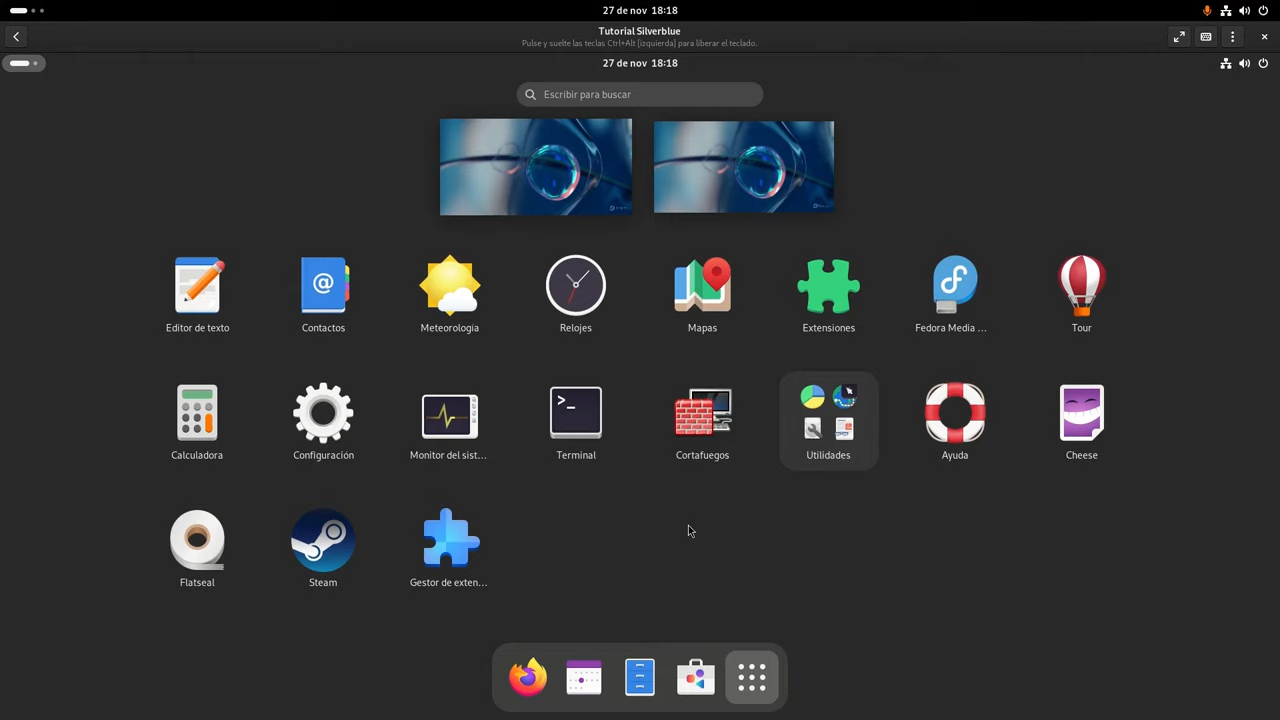 27 de nov 18:18
Tutorial Silverblue
Pulse y suelte las teclas Ctrl+Alt [izquierda] para liberar el teclado.
27 de nov 18:18
Escribir para buscar
Editor de texto
Contactos
Meteorología
Relojes
Mapas
Extensiones
Fedora Media ...
Tour
Calculadora
Configuración
Monitor del sist...
Terminal
Cortafuegos
Utilidades
Ayuda
Cheese
Flatseal
Steam
Gestor de exten...